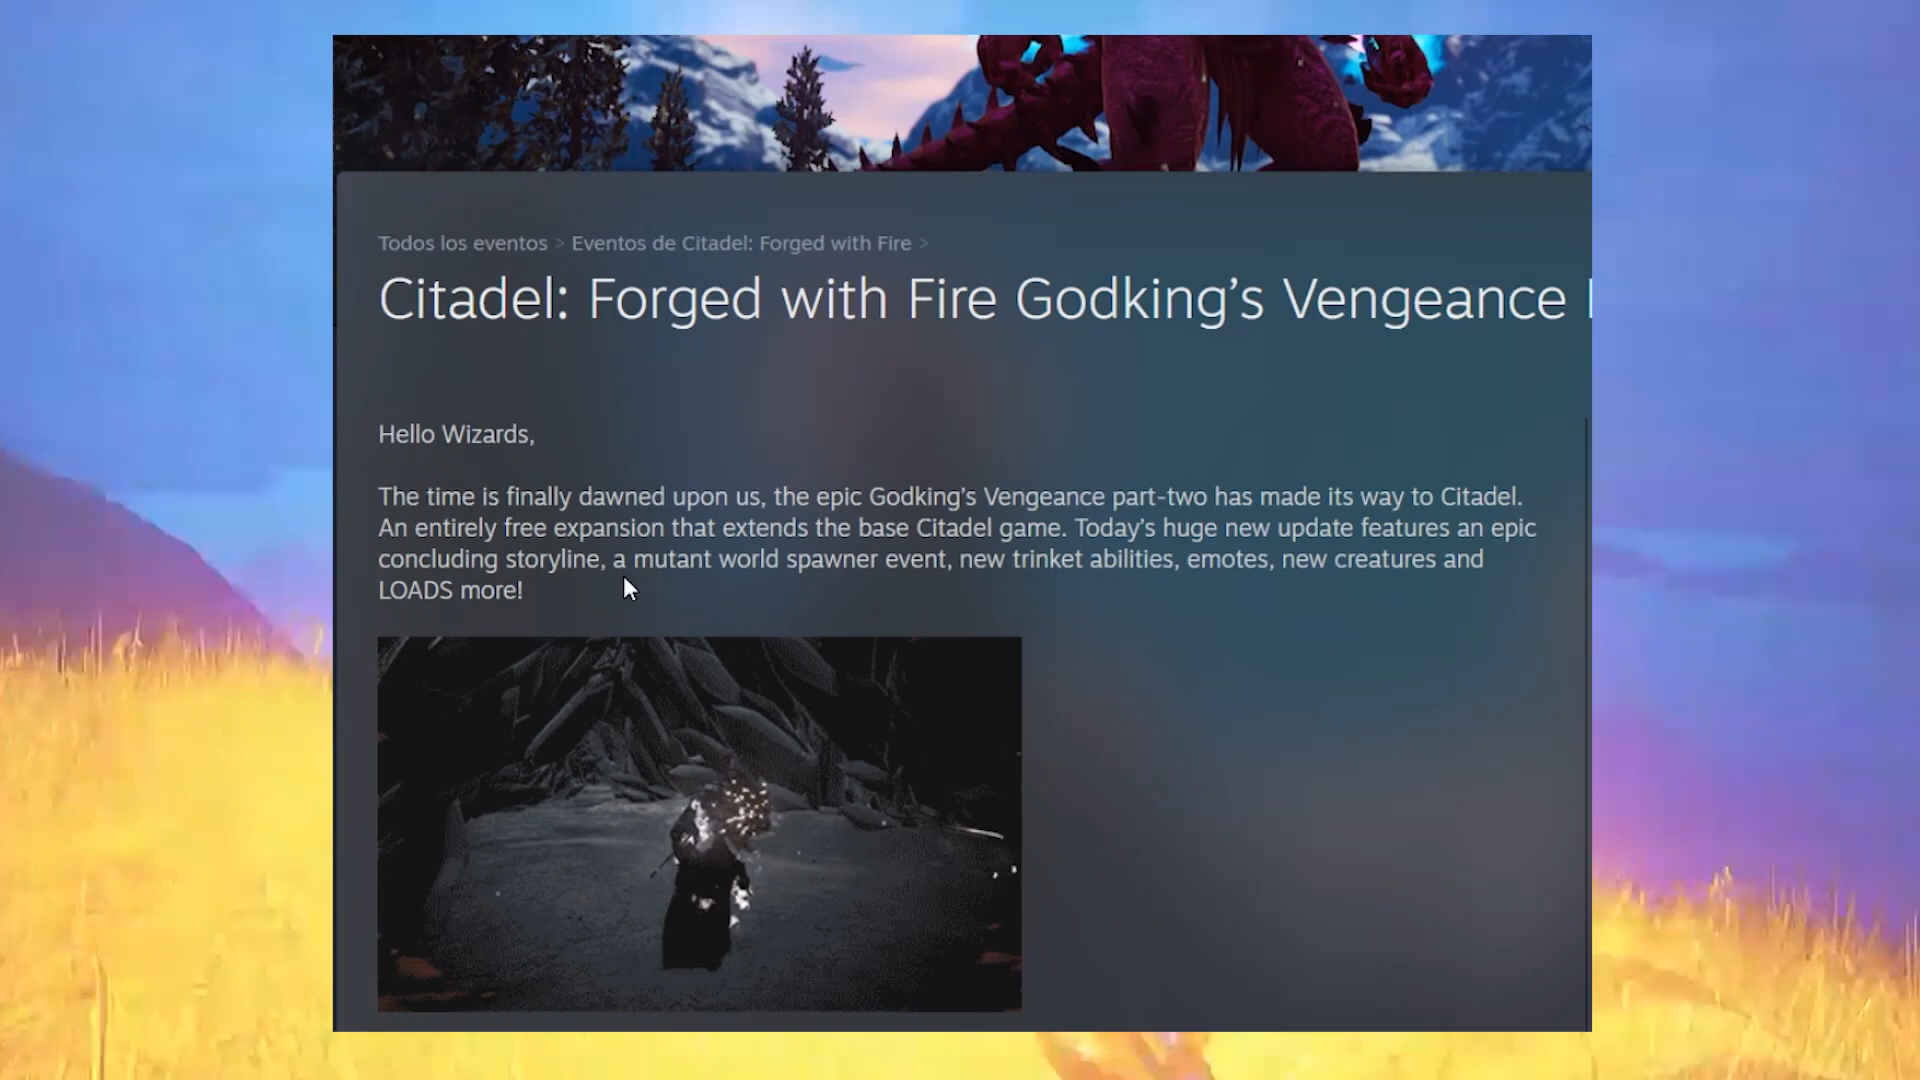 Todos los eventos > Eventos de Citadel: Forged with Fire >
Citadel: Forged with Fire Godking’s Vengeance
Hello Wizards,
The time is finally dawned upon us, the epic Godking’s Vengeance part-two has made its way to Citadel.
An entirely free expansion that extends the base Citadel game. Today’s huge new update features an epic
concluding storyline, a mutant world spawner event, new trinket abilities, emotes, new creatures and
LOADS more!